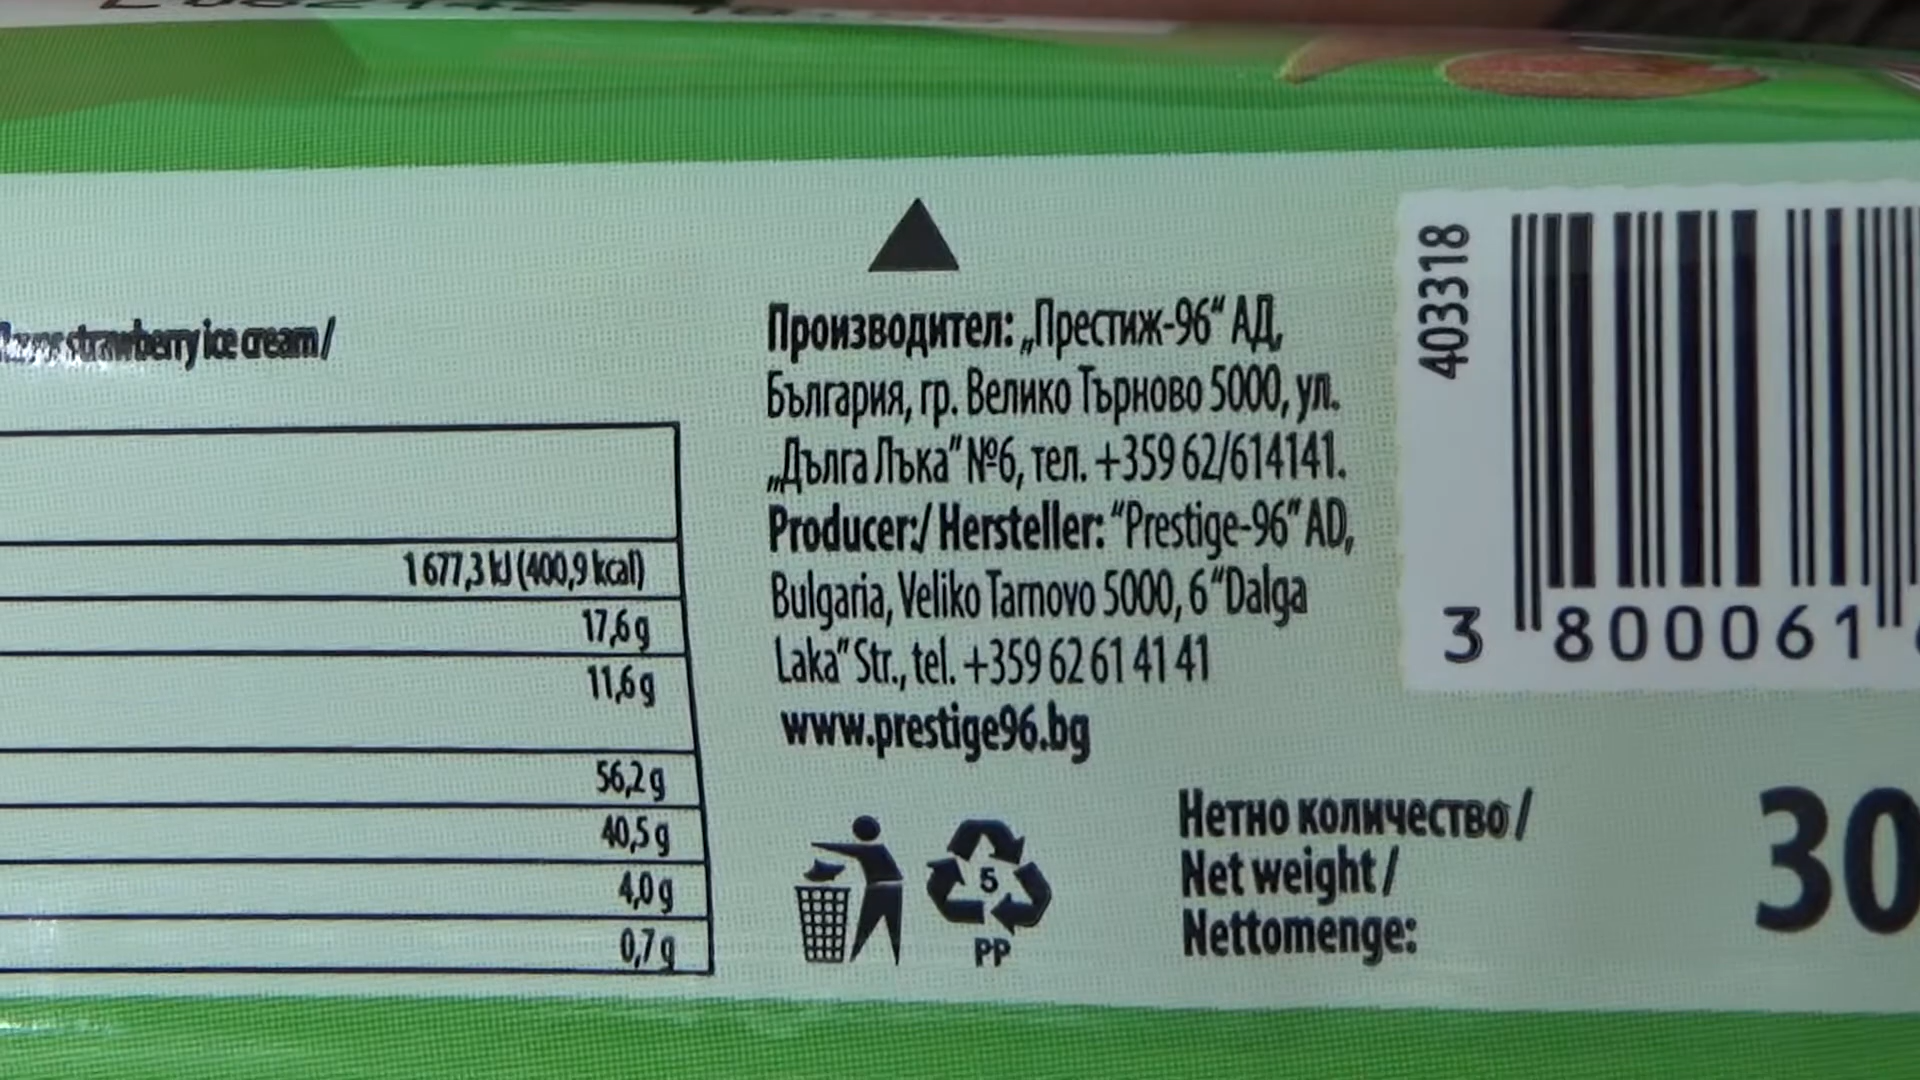 strawberry ice cream /
1 677,3 kJ (400,9 kcal)
17,6 g
11,6 g
56,2 g
40,5 g
4,0 g
0,7 g
Производител: „Престиж-96“ АД,
България, гр. Велико Търново 5000, ул.
„Дълга Лъка" №6, тел. +359 62/614141.
Producer:/ Hersteller: “Prestige-96" AD,
Bulgaria, Veliko Tarnovo 5000, 6 “Dalga
Laka" Str., tel. +359 62 61 41 41
www.prestige96.bg
5
PP
403318
3 800061
Нетно количество /
Net weight /
Nettomenge:
30